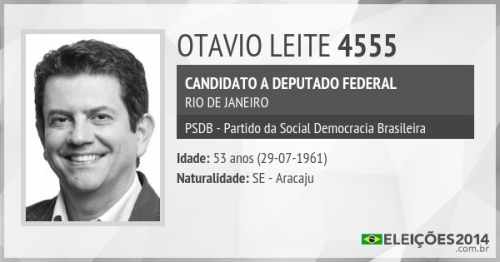 OTAVIO LEITE 4555
CANDIDATO A DEPUTADO FEDERAL
RIO DE JANEIRO
PSDB - Partido da Social Democracia Brasileira
Idade: 53 anos (29-07-1961)
Naturalidade: SE - Aracaju
ELEIÇÕES2014
.com.br